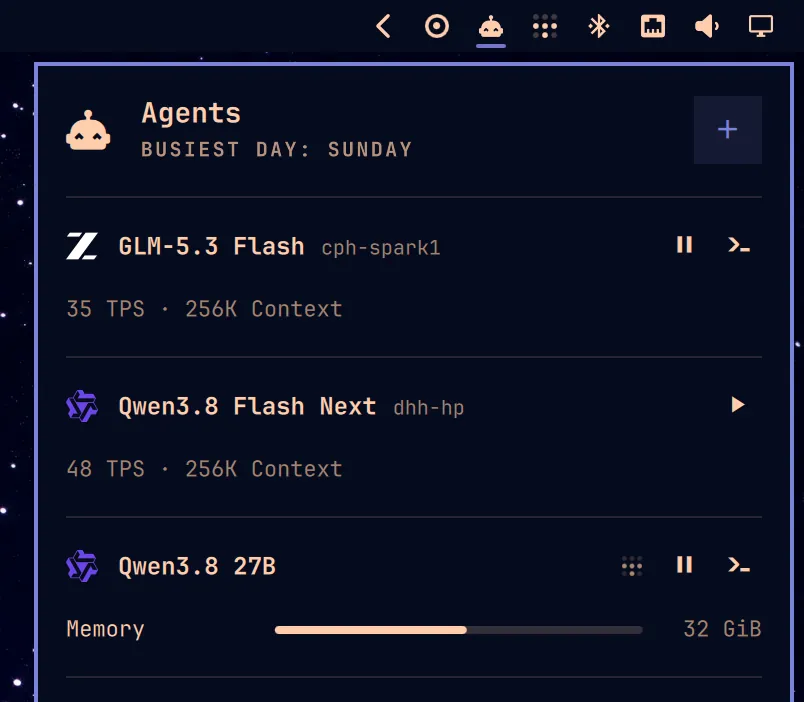 Agents
BUSIEST DAY: SUNDAY
GLM-5.3 Flash cph-spark1
35 TPS · 256K Context
Qwen3.8 Flash Next dhh-hp
48 TPS · 256K Context
Qwen3.8 27B
Memory 32 GiB